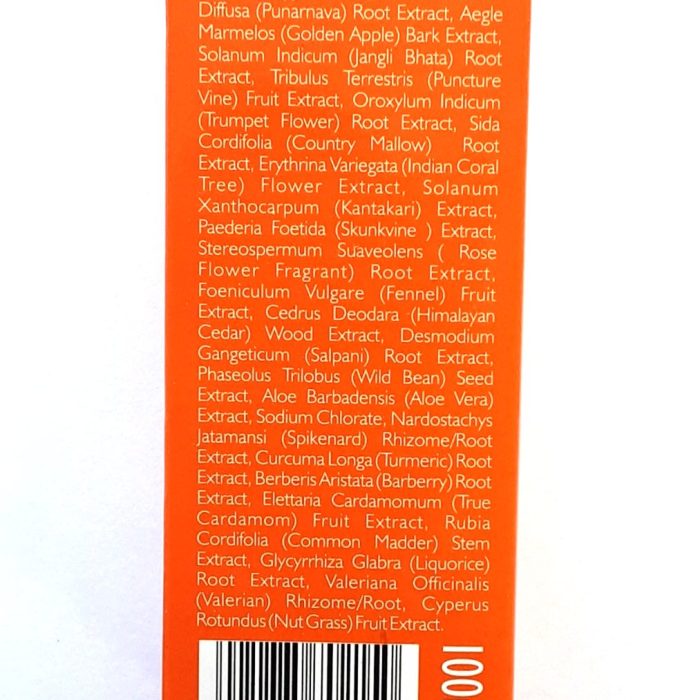 Diffusa (Punarnava) Root Extract, Aegle
Marmelos (Golden Apple) Bark Extract,
Solanum Indicum (Jangli Bhata) Root
Extract, Tribulus Terrestris (Puncture
Vine) Fruit Extract, Oroxylum Indicum
(Trumpet Flower) Root Extract, Sida
Cordifolia (Country Mallow) Root
Extract, Erythrina Variegata (Indian Coral
Tree) Flower Extract, Solanum
Xanthocarpum (Kantakari) Extract,
Paederia Foetida (Skunkvine ) Extract,
Stereospermum Suaveolens ( Rose
Flower Fragrant) Root Extract,
Foeniculum Vulgare (Fennel) Fruit
Extract, Cedrus Deodara (Himalayan
Cedar) Wood Extract, Desmodium
Gangeticum (Salpani) Root Extract,
Phaseolus Trilobus (Wild Bean) Seed
Extract, Aloe Barbadensis (Aloe Vera)
Extract, Sodium Chlorate, Nardostachys
Jatamansi (Spikenard) Rhizome/Root
Extract, Curcuma Longa (Turmeric) Root
Extract, Berberis Aristata (Barberry) Root
Extract, Elettaria Cardamomum (True
Cardamom) Fruit Extract, Rubia
Cordifolia (Common Madder) Stem
Extract, Glycyrrhiza Glabra (Liquorice)
Root Extract, Valeriana Officinalis
(Valerian) Rhizome/Root, Cyperus
Rotundus (Nut Grass) Fruit Extract.